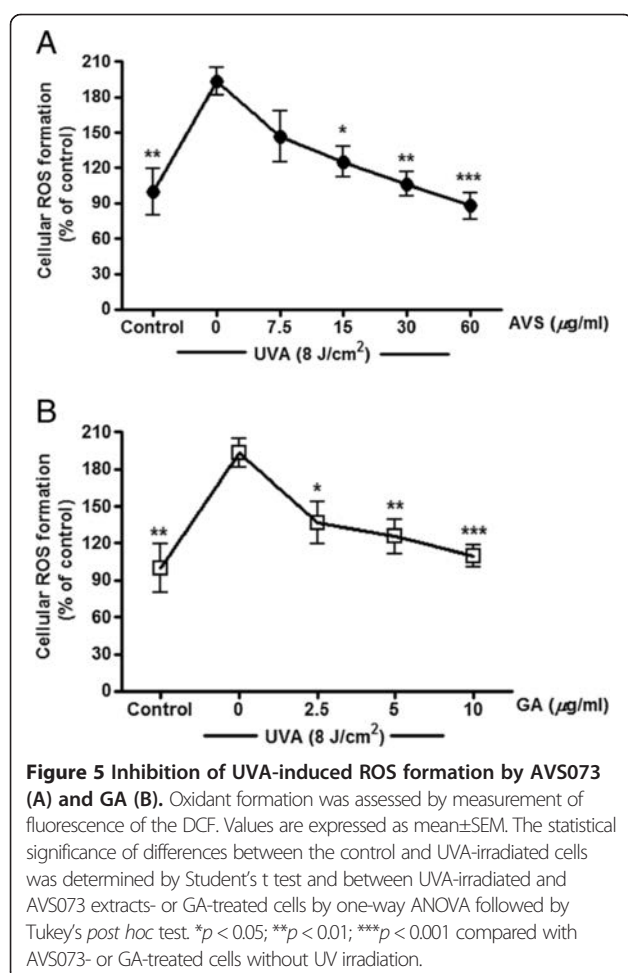 A
Cellular ROS formation
(% of control)
210
180
150
120
90
60
30
0
**
*
**
***
Control 0 7.5 15 30 60 AVS (µg/ml)
UVA (8 J/cm²)
B
Cellular ROS formation
(% of control)
210
180
150
120
90
60
30
0
**
*
**
***
Control 0 2.5 5 10 GA (µg/ml)
UVA (8 J/cm²)
Figure 5 Inhibition of UVA-induced ROS formation by AVS073
(A) and GA (B). Oxidant formation was assessed by measurement of
fluorescence of the DCF. Values are expressed as mean±SEM. The statistical
significance of differences between the control and UVA-irradiated cells
was determined by Student's t test and between UVA-irradiated and
AVS073 extracts- or GA-treated cells by one-way ANOVA followed by
Tukey's post hoc test. *p < 0.05; **p < 0.01; ***p < 0.001 compared with
AVS073- or GA-treated cells without UV irradiation.